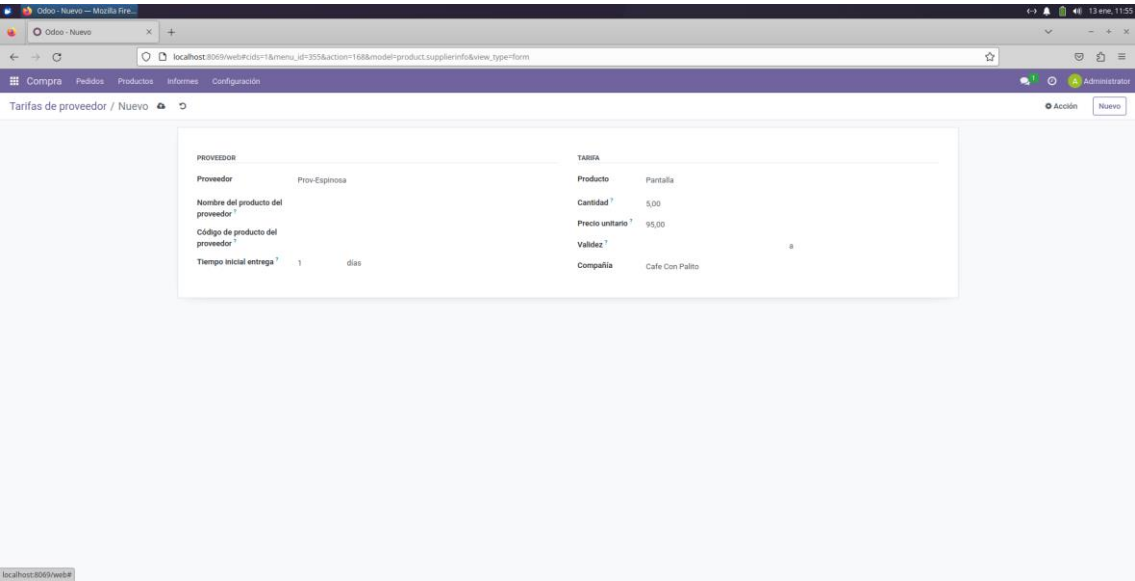 Odoo - Nuevo — Mozilla Fire...
13 ene, 11:55
Odoo - Nuevo
localhost:8069/web#cids=1&menu_id=355&action=168&model=product.supplierinfo&view_type=form
Compra Pedidos Productos Informes Configuración
1 A Administrator
Tarifas de proveedor / Nuevo
Acción Nuevo
PROVEEDOR
Proveedor Prov-Espinosa
Nombre del producto del
proveedor ?
Código de producto del
proveedor ?
Tiempo inicial entrega ? 1 días
TARIFA
Producto Pantalla
Cantidad ? 5,00
Precio unitario ? 95,00
Validez ? a
Compañía Cafe Con Palito
localhost:8069/web#